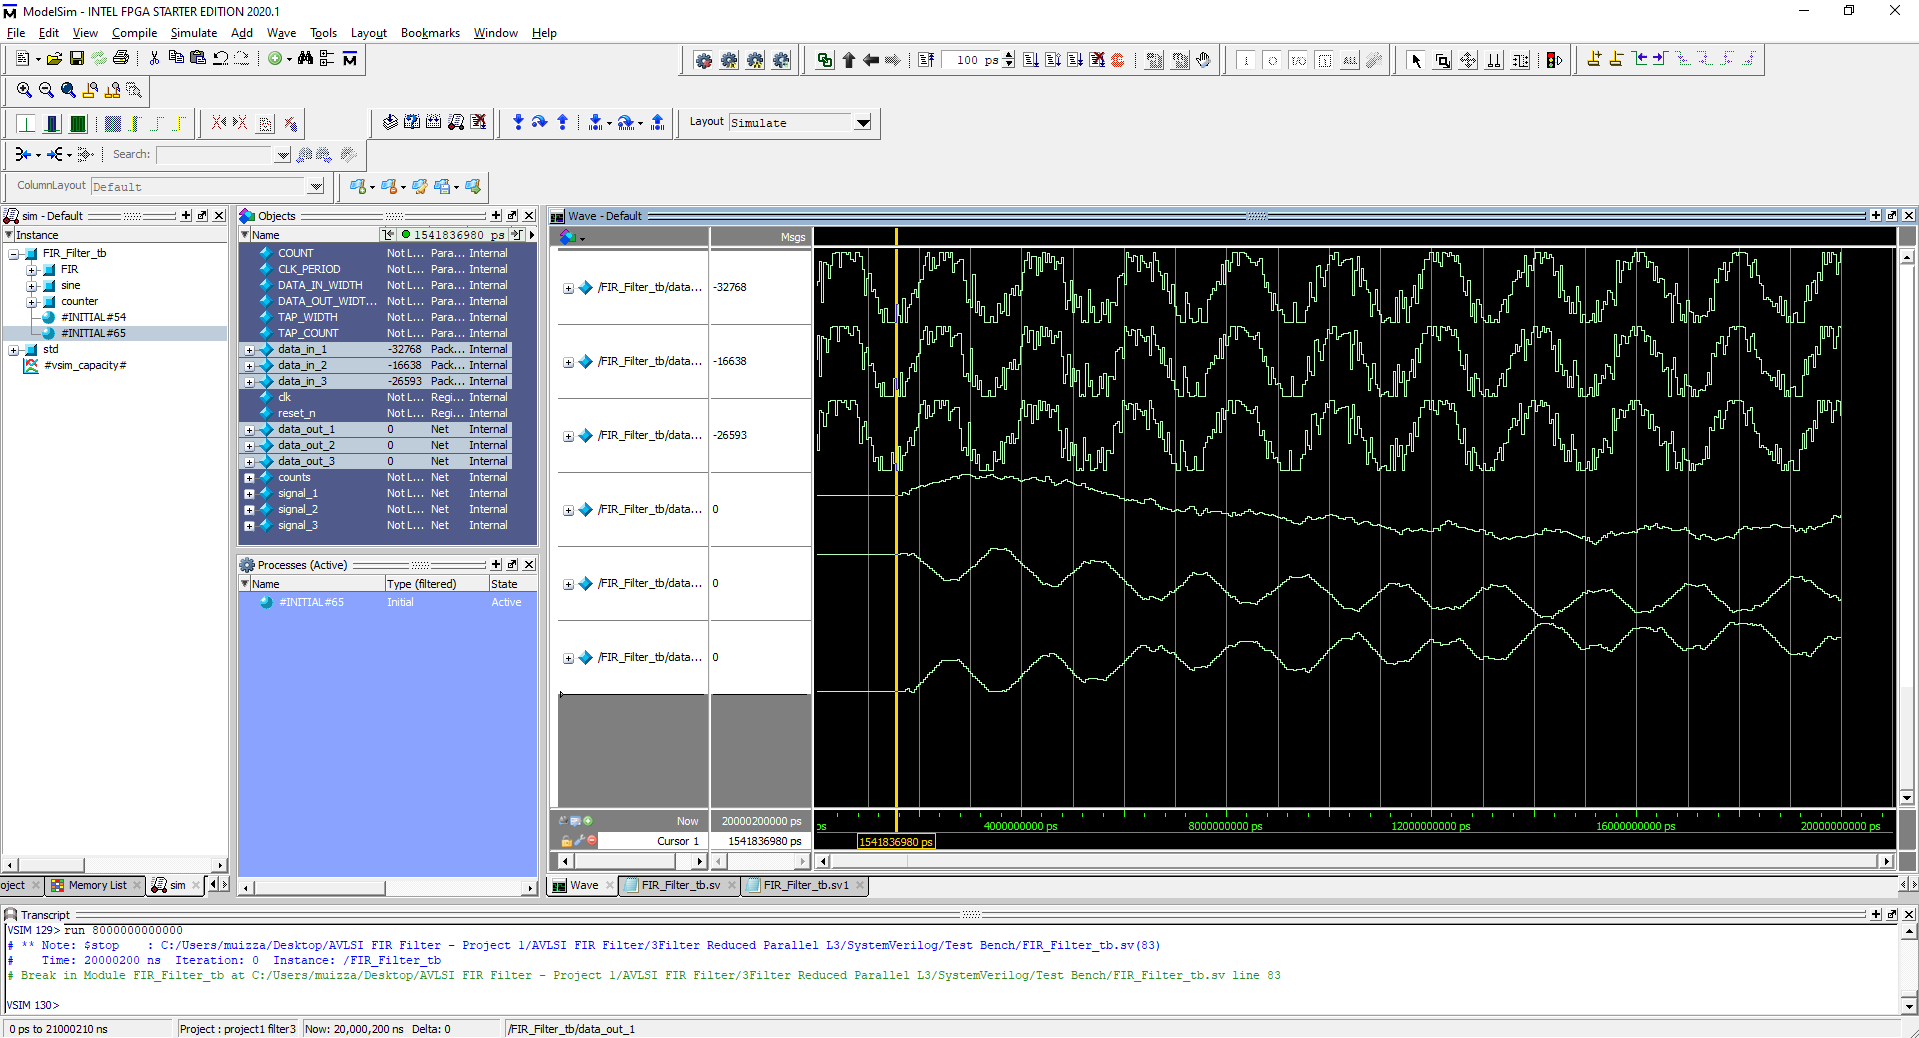 ModelSim - INTEL FPGA STARTER EDITION 2020.1
File Edit View Compile Simulate Add Wave Tools Layout Bookmarks Window Help
100 ps
ALL
Layout Simulate
Search:
ColumnLayout Default
sim - Default
Instance
FIR_Filter_tb
FIR
sine
counter
#INITIAL#54
#INITIAL#65
std
#vsim_capacity#
oject Memory List sim
Objects
Name 1541836980 ps
COUNT Not L... Para... Internal
CLK_PERIOD Not L... Para... Internal
DATA_IN_WIDTH Not L... Para... Internal
DATA_OUT_WIDT... Not L... Para... Internal
TAP_WIDTH Not L... Para... Internal
TAP_COUNT Not L... Para... Internal
data_in_1 -32768 Pack... Internal
data_in_2 -16638 Pack... Internal
data_in_3 -26593 Pack... Internal
clk Not L... Regi... Internal
reset_n Not L... Regi... Internal
data_out_1 0 Net Internal
data_out_2 0 Net Internal
data_out_3 0 Net Internal
counts Not L... Net Internal
signal_1 Not L... Net Internal
signal_2 Not L... Net Internal
signal_3 Not L... Net Internal
Processes (Active)
Name Type (filtered) State
#INITIAL#65 Initial Active
Wave - Default
Msgs
/FIR_Filter_tb/data... -32768
/FIR_Filter_tb/data... -16638
/FIR_Filter_tb/data... -26593
/FIR_Filter_tb/data... 0
/FIR_Filter_tb/data... 0
/FIR_Filter_tb/data... 0
Now 20000200000 ps
ps 4000000000 ps 8000000000 ps 12000000000 ps 16000000000 ps 20000000000 ps
Cursor 1 1541836980 ps
1541836980 ps
Wave FIR_Filter_tb.sv FIR_Filter_tb.sv1
Transcript
VSIM 129> run 8000000000000
# ** Note: $stop : C:/Users/muizza/Desktop/AVLSI FIR Filter - Project 1/AVLSI FIR Filter/3Filter Reduced Parallel L3/SystemVerilog/Test Bench/FIR_Filter_tb.sv(83)
# Time: 20000200 ns Iteration: 0 Instance: /FIR_Filter_tb
# Break in Module FIR_Filter_tb at C:/Users/muizza/Desktop/AVLSI FIR Filter - Project 1/AVLSI FIR Filter/3Filter Reduced Parallel L3/SystemVerilog/Test Bench/FIR_Filter_tb.sv line 83
VSIM 130>
0 ps to 21000210 ns Project : project1 filter3 Now: 20,000,200 ns Delta: 0 /FIR_Filter_tb/data_out_1